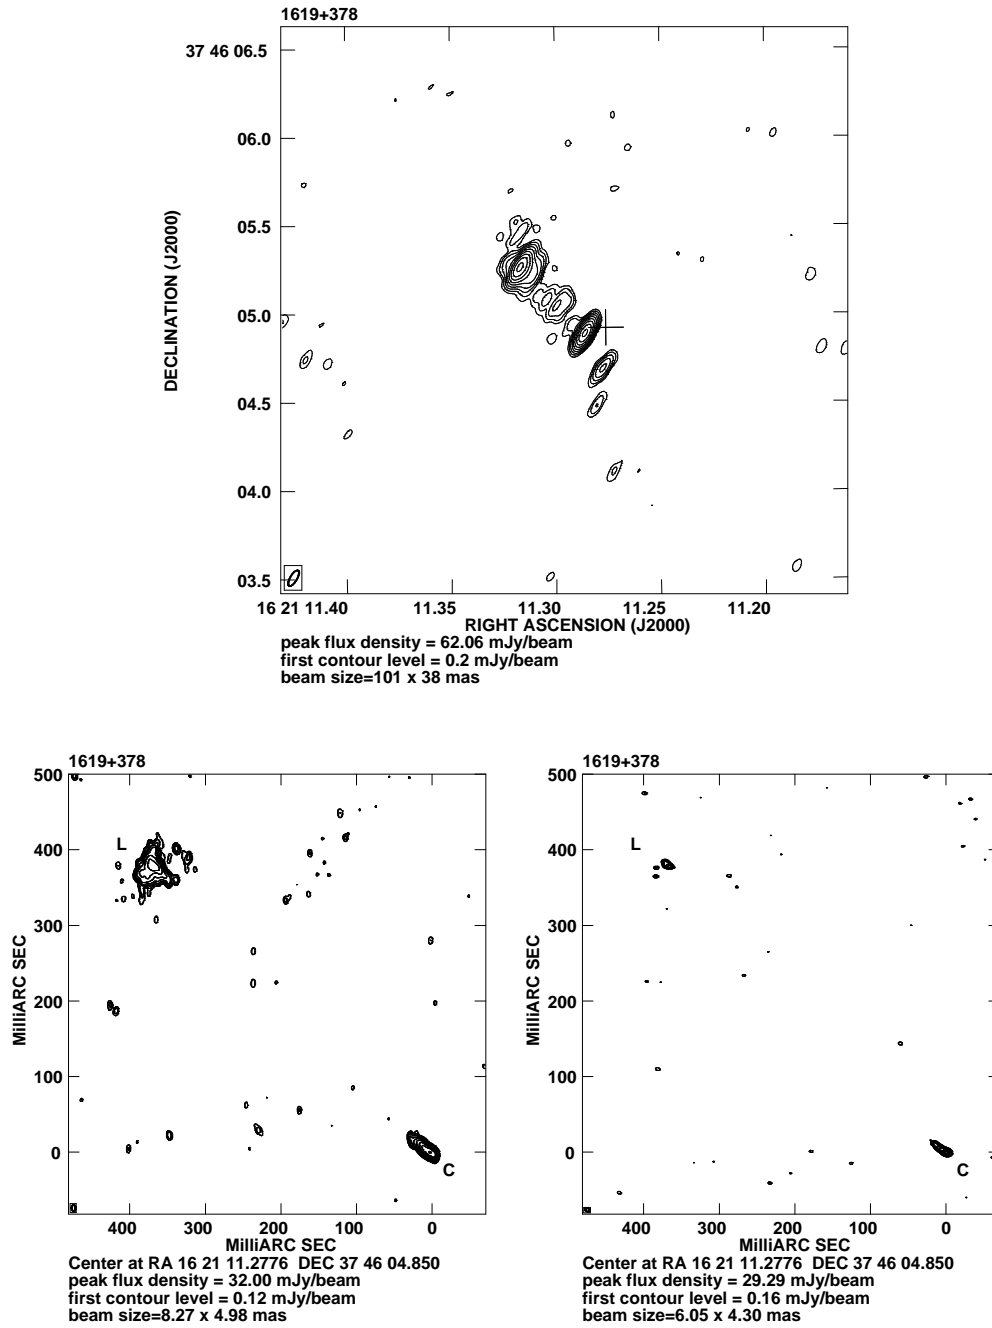 1619+378
37 46 06.5
06.0
05.5
05.0
04.5
04.0
03.5
DECLINATION (J2000)
16 21 11.40 11.35 11.30 11.25 11.20
RIGHT ASCENSION (J2000)
peak flux density = 62.06 mJy/beam
first contour level = 0.2 mJy/beam
beam size=101 x 38 mas
1619+378
500
400
300
200
100
0
MilliARC SEC
L
C
400 300 200 100 0
MilliARC SEC
Center at RA 16 21 11.2776 DEC 37 46 04.850
peak flux density = 32.00 mJy/beam
first contour level = 0.12 mJy/beam
beam size=8.27 x 4.98 mas
1619+378
500
400
300
200
100
0
MilliARC SEC
L
C
400 300 200 100 0
MilliARC SEC
Center at RA 16 21 11.2776 DEC 37 46 04.850
peak flux density = 29.29 mJy/beam
first contour level = 0.16 mJy/beam
beam size=6.05 x 4.30 mas